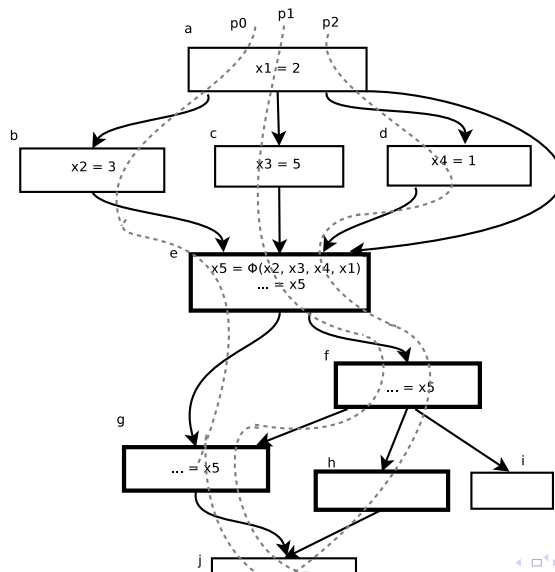 a p0 p1 p2
x1 = 2
b c d
x2 = 3 x3 = 5 x4 = 1
e
x5 = Φ(x2, x3, x4, x1)
... = x5
f
... = x5
g
... = x5
h i
j